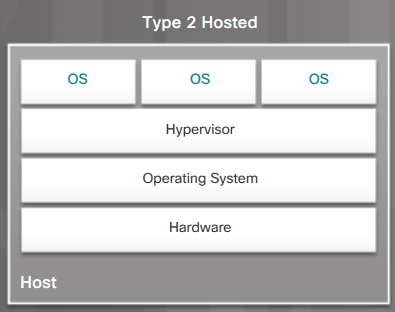 Type 2 Hosted
OS OS OS
Hypervisor
Operating System
Hardware
Host